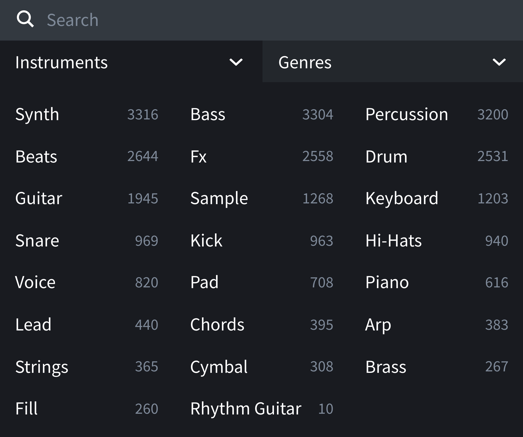 Search
Instruments Genres
Synth 3316 Bass 3304 Percussion 3200
Beats 2644 Fx 2558 Drum 2531
Guitar 1945 Sample 1268 Keyboard 1203
Snare 969 Kick 963 Hi-Hats 940
Voice 820 Pad 708 Piano 616
Lead 440 Chords 395 Arp 383
Strings 365 Cymbal 308 Brass 267
Fill 260 Rhythm Guitar 10